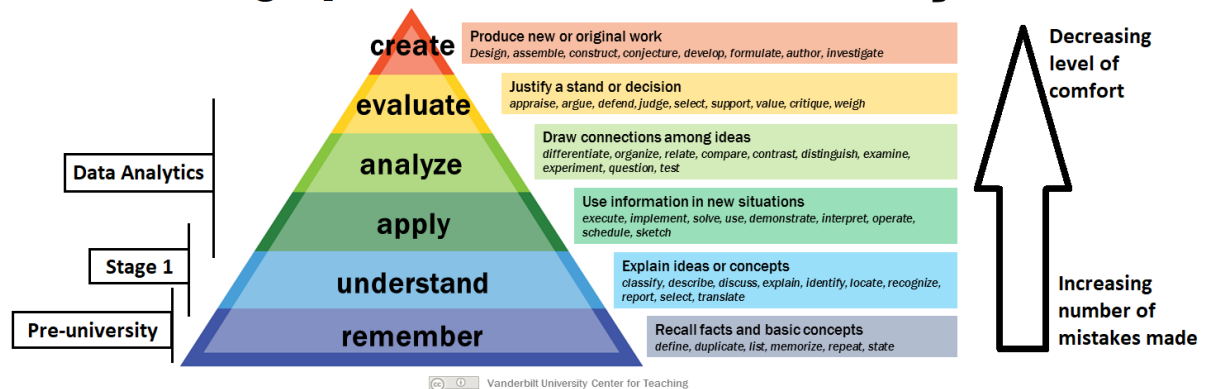 create
Produce new or original work
Design, assemble, construct, conjecture, develop, formulate, author, investigate
evaluate
Justify a stand or decision
appraise, argue, defend, judge, select, support, value, critique, weigh
analyze
Draw connections among ideas
differentiate, organize, relate, compare, contrast, distinguish, examine,
experiment, question, test
apply
Use information in new situations
execute, implement, solve, use, demonstrate, interpret, operate,
schedule, sketch
understand
Explain ideas or concepts
classify, describe, discuss, explain, identify, locate, recognize,
report, select, translate
remember
Recall facts and basic concepts
define, duplicate, list, memorize, repeat, state
Data Analytics
Stage 1
Pre-university
Decreasing
level of
comfort
Increasing
number of
mistakes made
cc
Vanderbilt University Center for Teaching